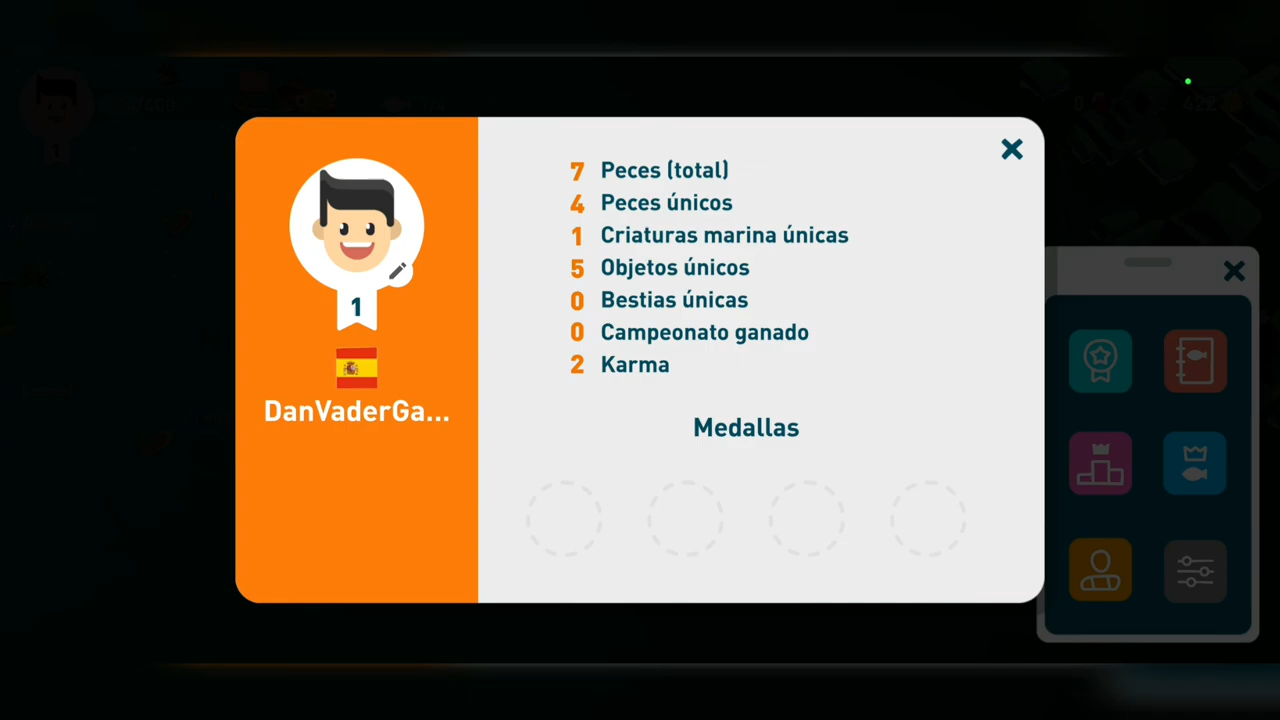 1
DanVaderGa...
7 Peces (total)
4 Peces únicos
1 Criaturas marina únicas
5 Objetos únicos
0 Bestias únicas
0 Campeonato ganado
2 Karma
Medallas